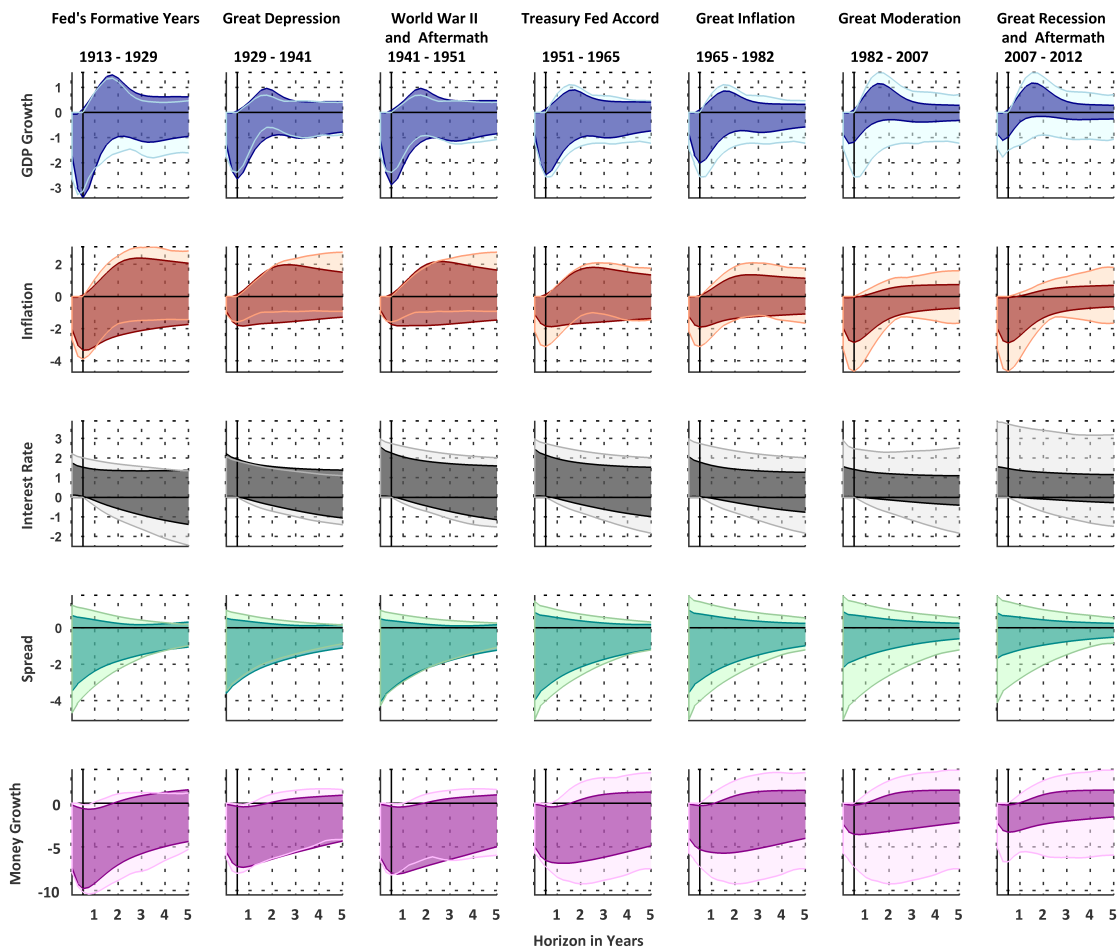 Fed's Formative Years
Great Depression
World War II
and  Aftermath
Treasury Fed Accord
Great Inflation
Great Moderation
Great Recession
and  Aftermath
1913 - 1929
1929 - 1941
1941 - 1951
1951 - 1965
1965 - 1982
1982 - 2007
2007 - 2012
GDP Growth
1
0
-1
-2
-3
Inflation
2
0
-2
-4
Interest Rate
3
2
1
0
-1
-2
Spread
0
-2
-4
Money Growth
0
-5
-10
1 2 3 4 5
1 2 3 4 5
1 2 3 4 5
1 2 3 4 5
1 2 3 4 5
1 2 3 4 5
1 2 3 4 5
Horizon in Years